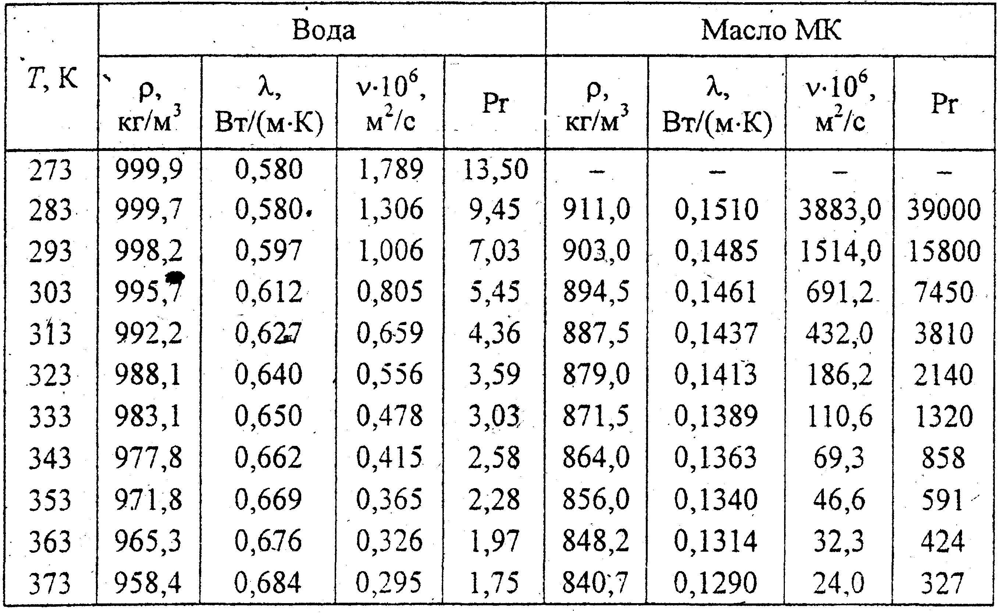 Вода Масло МК
T, К ρ, кг/м³ λ, Вт/(м·К) ν·10⁶, м²/с Pr ρ, кг/м³ λ, Вт/(м·К) ν·10⁶, м²/с Pr
273 999,9 0,580 1,789 13,50 – – – –
283 999,7 0,580 1,306 9,45 911,0 0,1510 3883,0 39000
293 998,2 0,597 1,006 7,03 903,0 0,1485 1514,0 15800
303 995,7 0,612 0,805 5,45 894,5 0,1461 691,2 7450
313 992,2 0,627 0,659 4,36 887,5 0,1437 432,0 3810
323 988,1 0,640 0,556 3,59 879,0 0,1413 186,2 2140
333 983,1 0,650 0,478 3,03 871,5 0,1389 110,6 1320
343 977,8 0,662 0,415 2,58 864,0 0,1363 69,3 858
353 971,8 0,669 0,365 2,28 856,0 0,1340 46,6 591
363 965,3 0,676 0,326 1,97 848,2 0,1314 32,3 424
373 958,4 0,684 0,295 1,75 840,7 0,1290 24,0 327